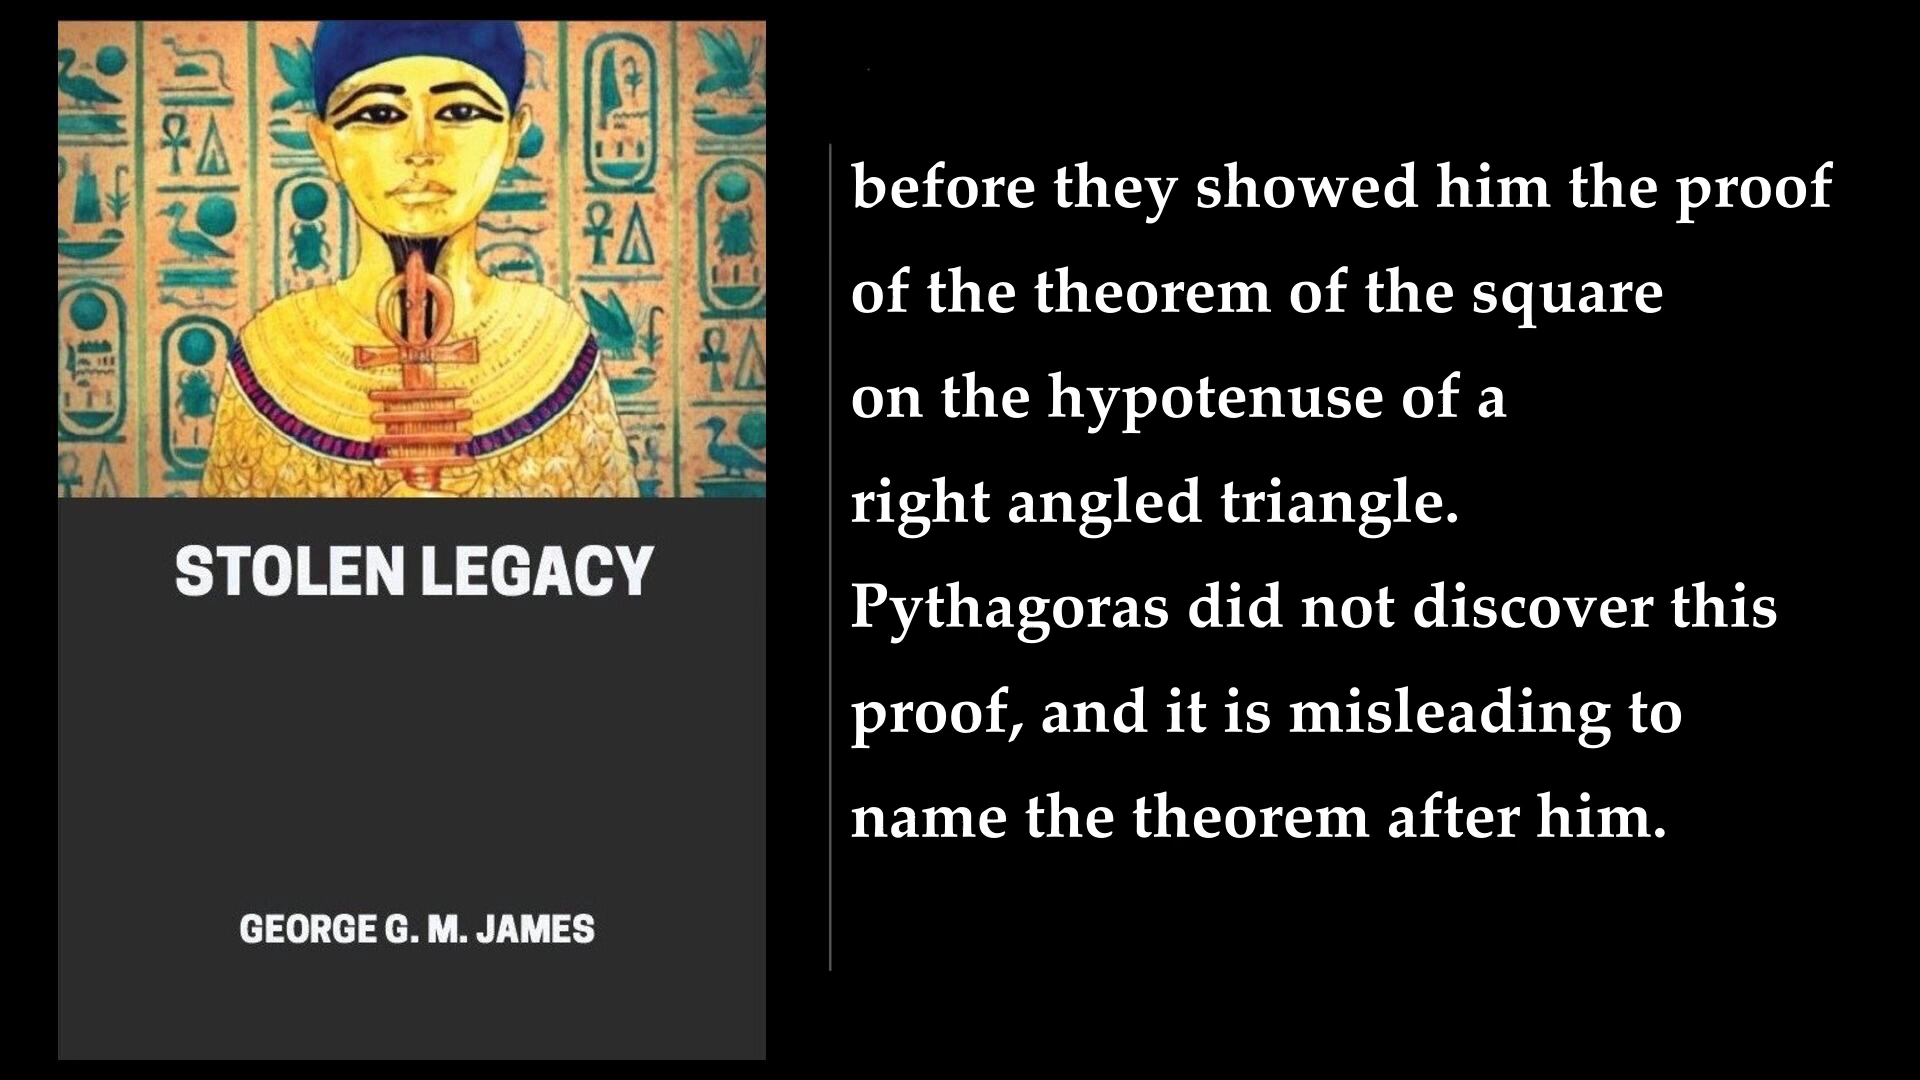 STOLEN LEGACY
GEORGE G. M. JAMES
before they showed him the proof
of the theorem of the square
on the hypotenuse of a
right angled triangle.
Pythagoras did not discover this
proof, and it is misleading to
name the theorem after him.